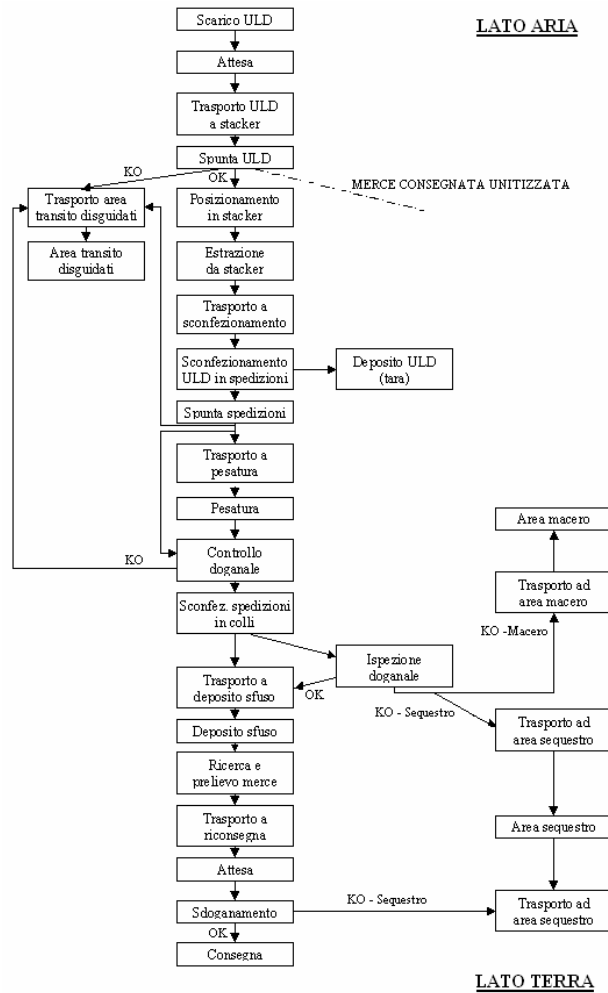 Scarico ULD
LATO ARIA
Attesa
Trasporto ULD
a stacker
Spunta ULD
KO
OK
MERCE CONSEGNATA UNITIZZATA
Trasporto area
transito disguidati
Posizionamento
in stacker
Area transito
disguidati
Estrazione
da stacker
Trasporto a
sconfezionamento
Sconfezionamento
ULD in spedizioni
Deposito ULD
(tara)
Spunta spedizioni
Trasporto a
pesatura
Pesatura
Area macero
KO
Controllo
doganale
Trasporto ad
area macero
Sconfez. spedizioni
in colli
KO -Macero
Ispezione
doganale
Trasporto a
deposito sfuso
OK
KO - Sequestro
Trasporto ad
area sequestro
Deposito sfuso
Ricerca e
prelievo merce
Trasporto a
riconsegna
Area sequestro
Attesa
KO - Sequestro
Sdoganamento
Trasporto ad
area sequestro
OK
Consegna
LATO TERRA